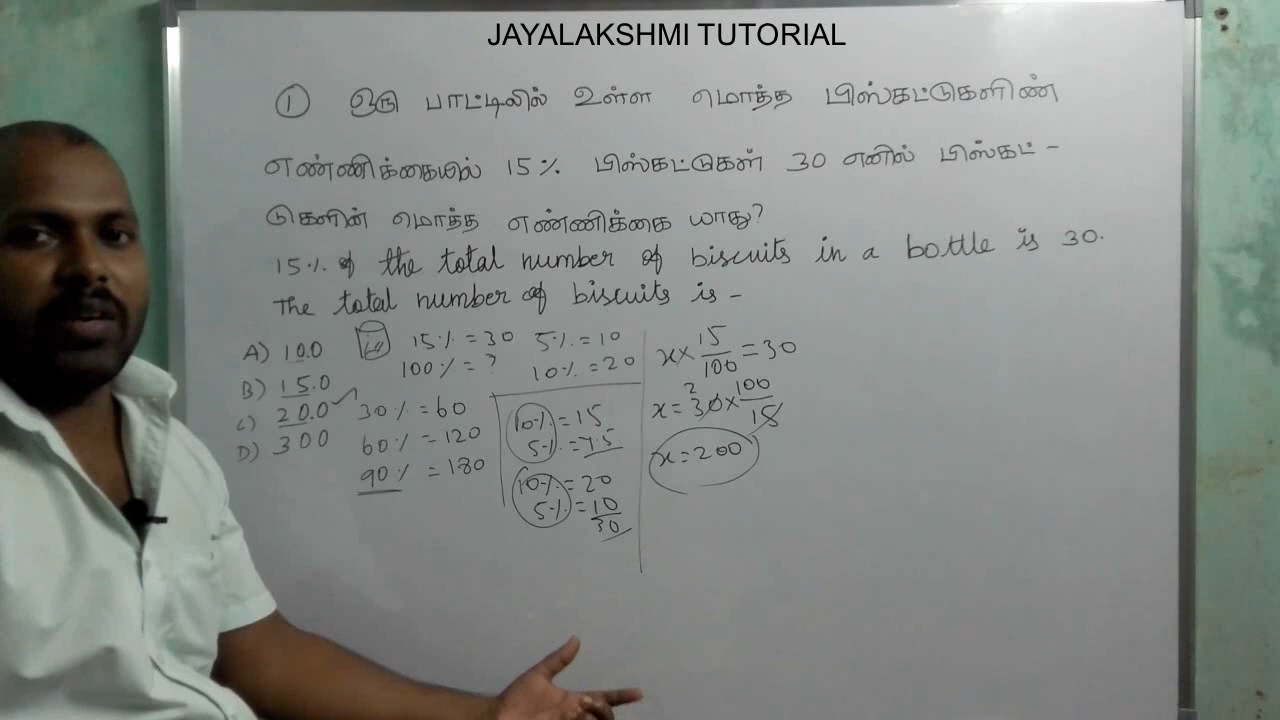 JAYALAKSHMI TUTORIAL
① ஒரு பாட்டிலில் உள்ள மொத்த பிஸ்கட்டுகளிண்
எண்ணிக்கையில் 15% பிஸ்கட்டுகள் 30 எனில் பிஸ்கட் -
டுகளின் மொத்த எண்ணிக்கை யாது?
15% of the total number of biscuits in a bottle is 30.
The total number of biscuits is -
A) 100
B) 150
C) 200 ✓
D) 300
15% = 30
100% = ?
5% = 10
10% = 20
30% = 60
60% = 120
90% = 180
10% = 15
5% = 7.5
10% = 20
5% = 10
30
x × 15/100 = 30
x = 30 × 100/15
2
x = 200